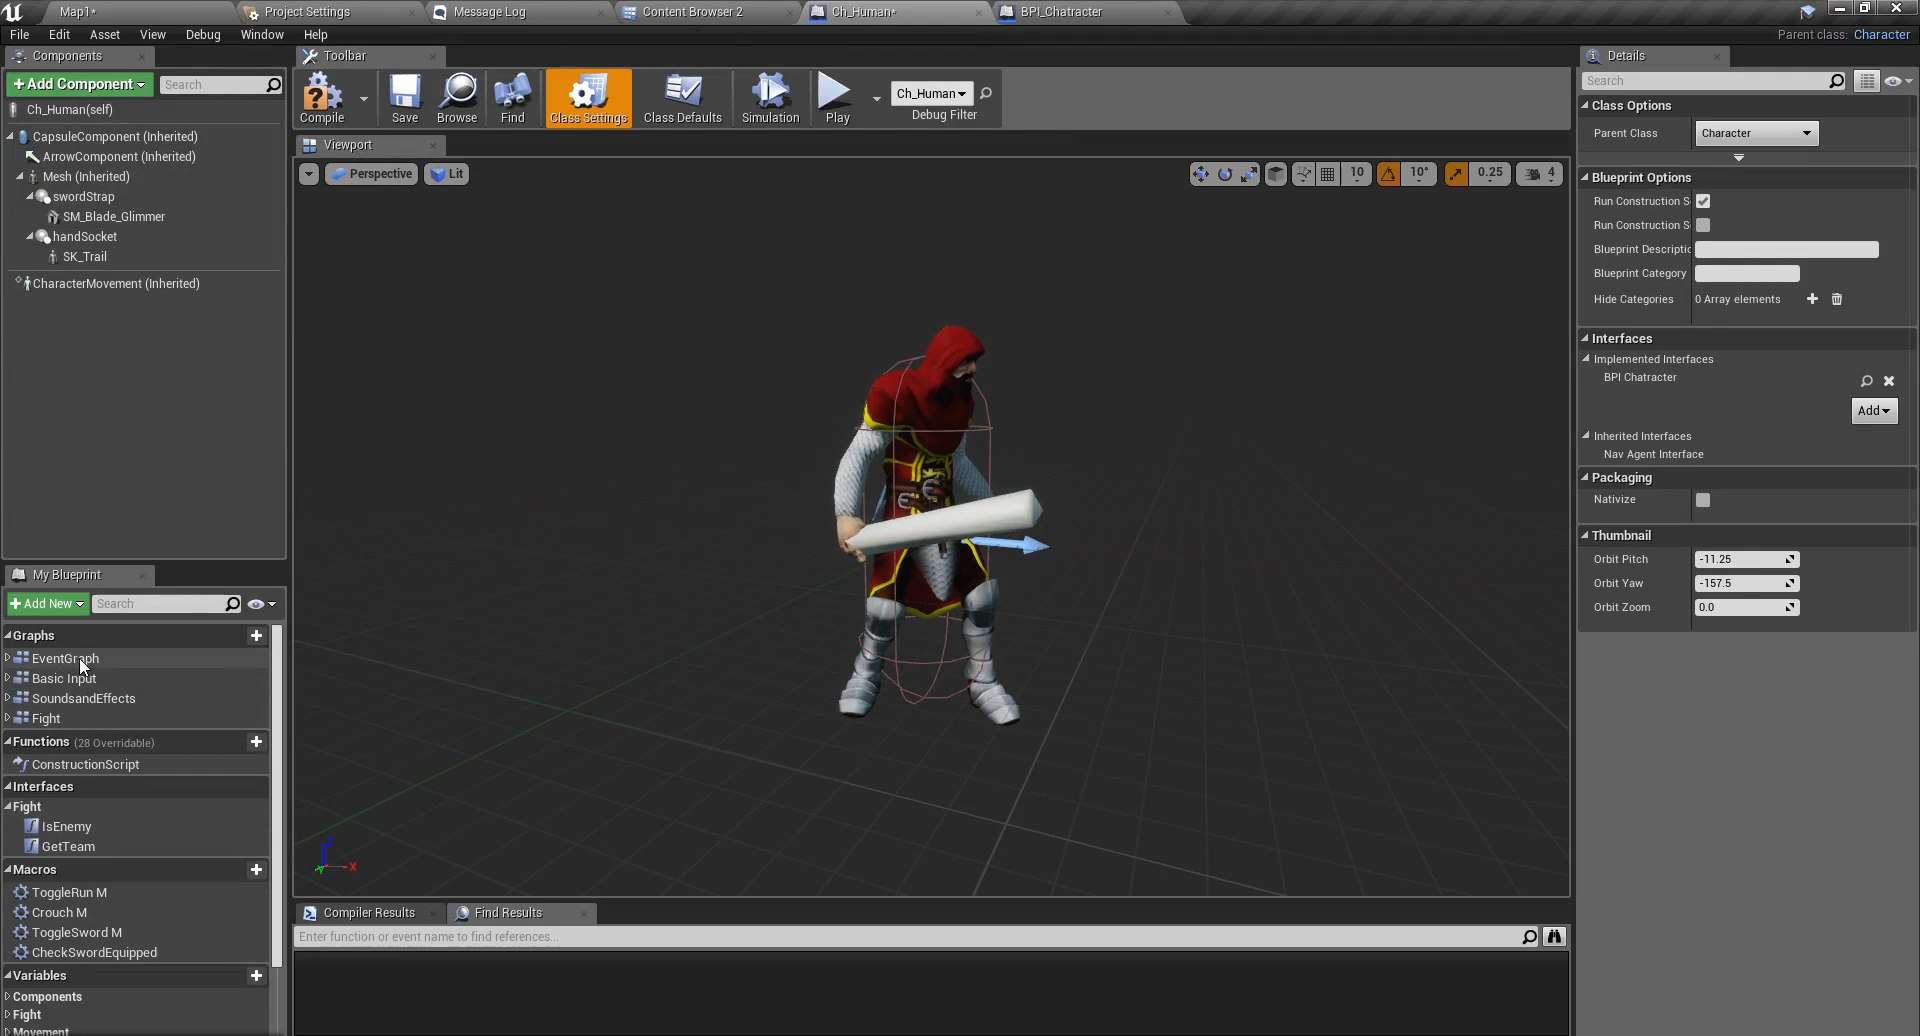 Map1*
Project Settings
Message Log
Content Browser 2
Ch_Human*
BPI_Chatracter
File Edit Asset View Debug Window Help
Parent class: Character
Components
+Add Component
Search
Ch_Human(self)
CapsuleComponent (Inherited)
ArrowComponent (Inherited)
Mesh (Inherited)
swordStrap
SM_Blade_Glimmer
handSocket
SK_Trail
CharacterMovement (Inherited)
My Blueprint
+Add New
Search
Graphs
EventGraph
Basic Input
SoundsandEffects
Fight
Functions (28 Overridable)
ConstructionScript
Interfaces
Fight
IsEnemy
GetTeam
Macros
ToggleRun M
Crouch M
ToggleSword M
CheckSwordEquipped
Variables
Components
Fight
Movement
Toolbar
Compile
Save
Browse
Find
Class Settings
Class Defaults
Simulation
Play
Ch_Human
Debug Filter
Viewport
Perspective
Lit
10
10°
0.25
4
Z
X
Y
Compiler Results
Find Results
Enter function or event name to find references...
Details
Search
Class Options
Parent Class Character
Blueprint Options
Run Construction S
Run Construction S
Blueprint Descriptic
Blueprint Category
Hide Categories 0 Array elements
Interfaces
Implemented Interfaces
BPI Chatracter
Add
Inherited Interfaces
Nav Agent Interface
Packaging
Nativize
Thumbnail
Orbit Pitch -11.25
Orbit Yaw -157.5
Orbit Zoom 0.0